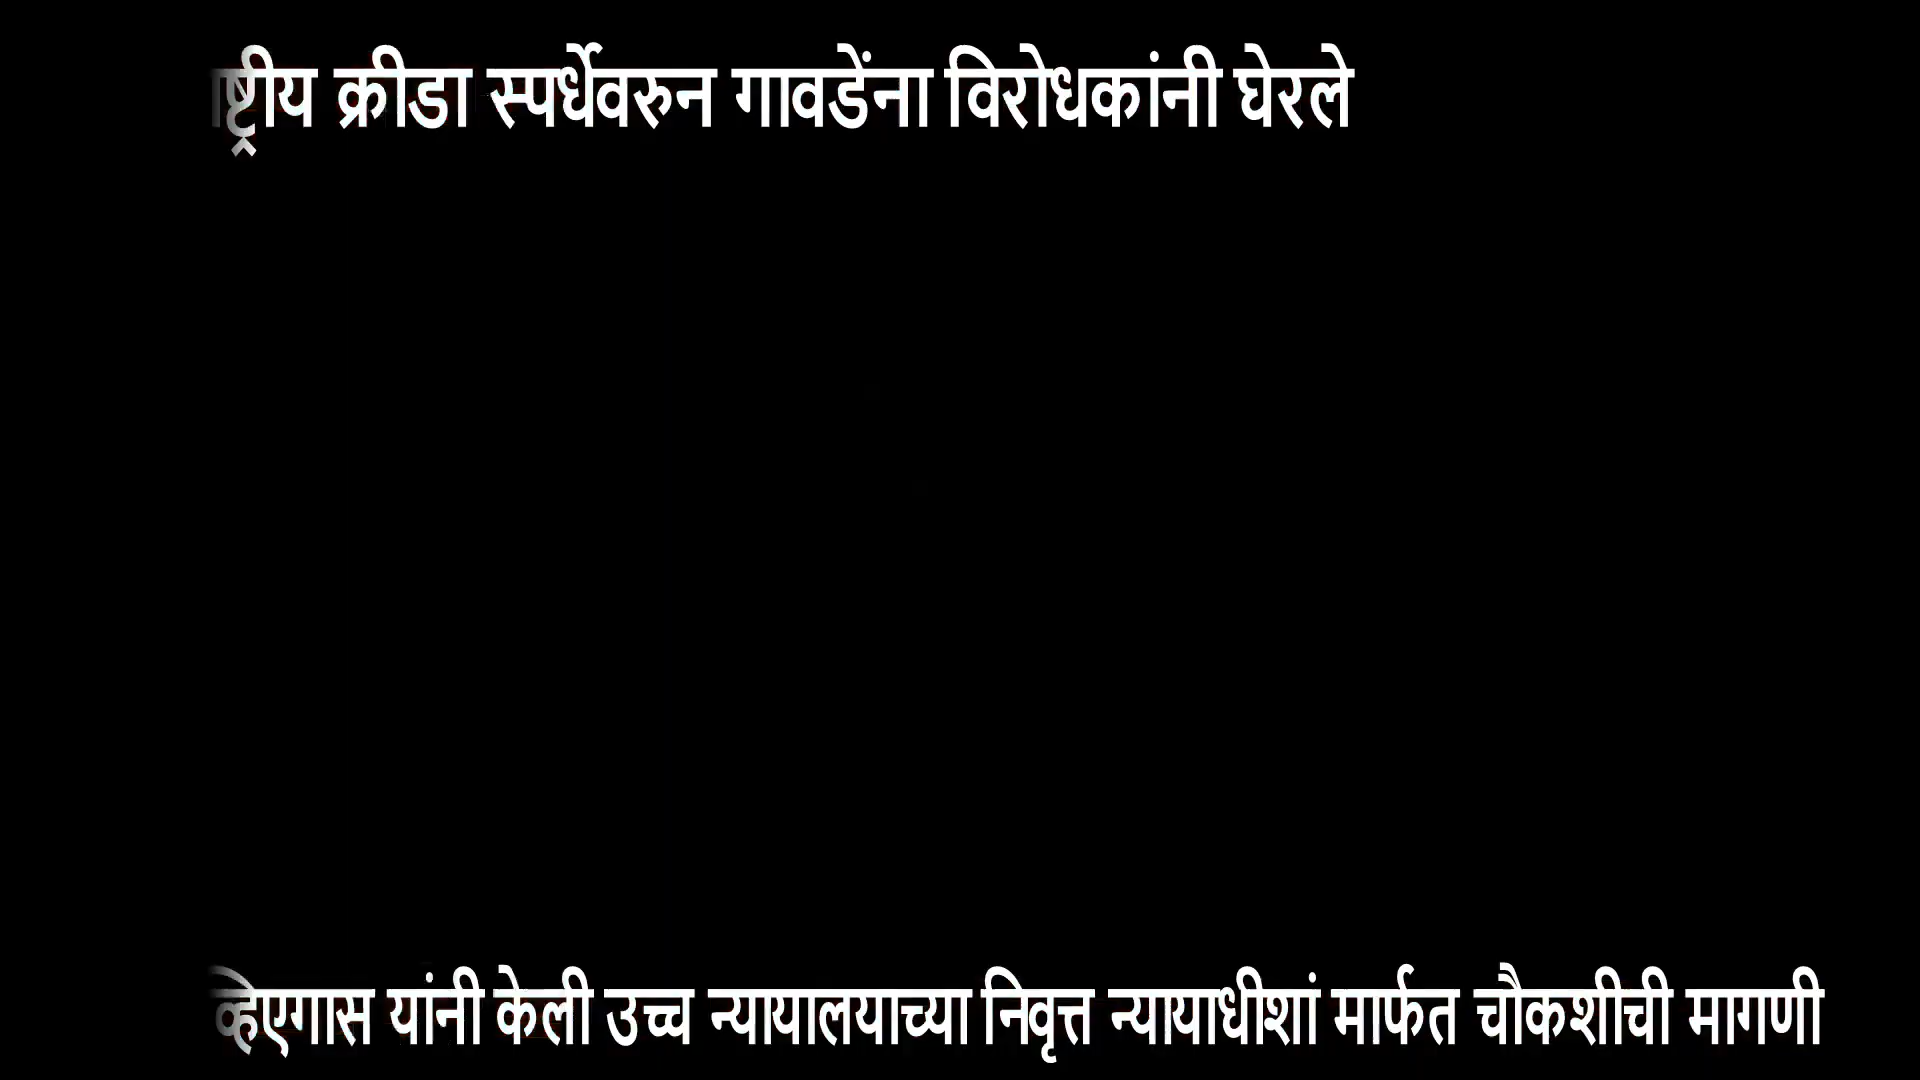 क्रीडा स्पर्धेवरुन गावडेंना विरोधकांनी घेरले
व्हिएगास यांनी केली उच्च न्यायालयाच्या निवृत्त न्यायाधीशां मार्फत चौकशीची मागणी